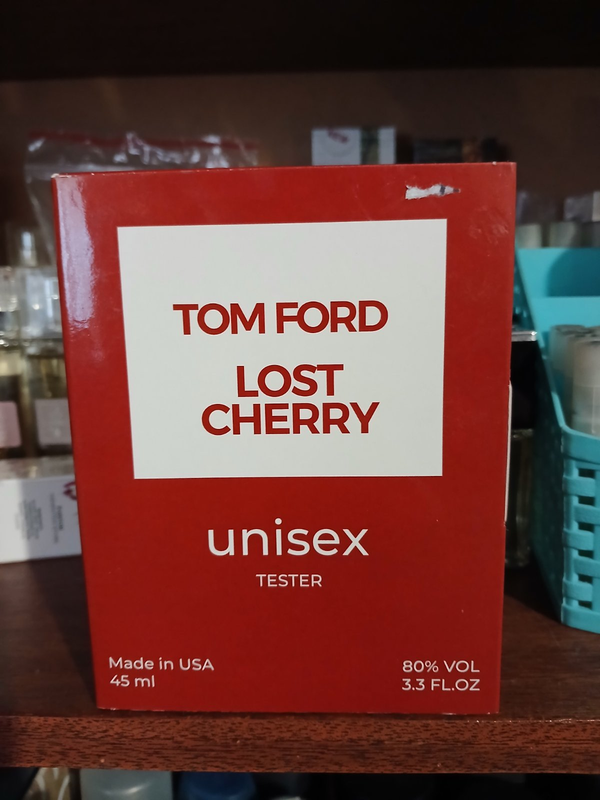 TOM FORD
LOST
CHERRY
unisex
TESTER
Made in USA
45 ml
80% VOL
3.3 FL.OZ